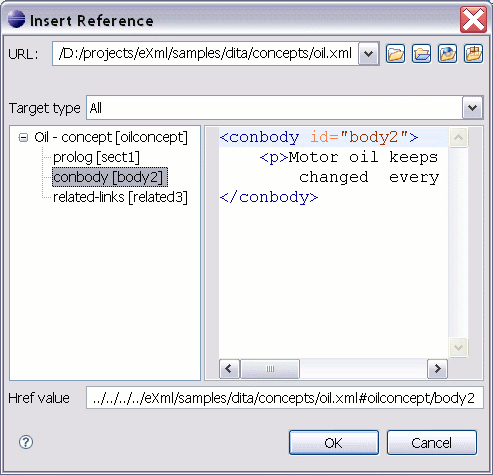 Insert Reference
URL: /D:/projects/eXml/samples/dita/concepts/oil.xml
Target type All
Oil - concept [oilconcept]
prolog [sect1]
conbody [body2]
related-links [related3]
<conbody id="body2">
<p>Motor oil keeps
changed every
</conbody>
Href value ../../../../eXml/samples/dita/concepts/oil.xml#oilconcept/body2
OK Cancel